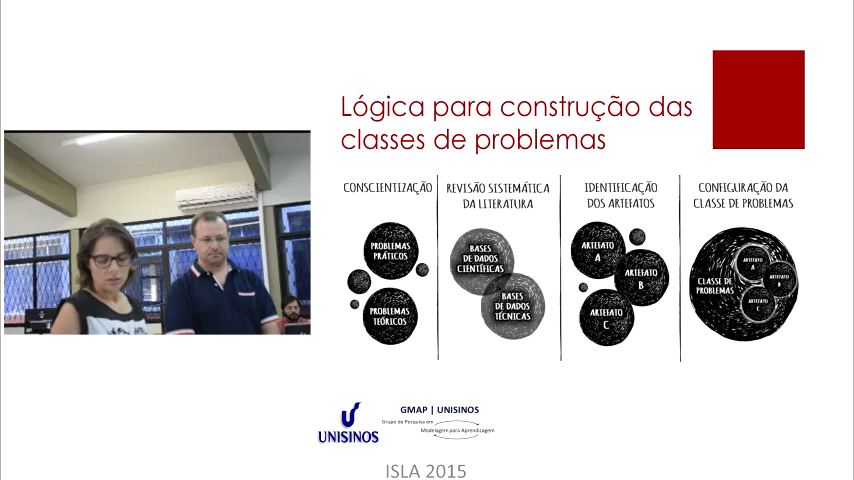 Lógica para construção das
classes de problemas
CONSCIENTIZAÇÃO
REVISÃO SISTEMÁTICA
DA LITERATURA
IDENTIFICAÇÃO
DOS ARTEFATOS
CONFIGURAÇÃO DA
CLASSE DE PROBLEMAS
PROBLEMAS
PRÁTICOS
PROBLEMAS
TEÓRICOS
BASES
DE DADOS
CIENTÍFICAS
BASES
DE DADOS
TÉCNICAS
ARTEFATO
A
ARTEFATO
B
ARTEFATO
C
CLASSE DE
PROBLEMAS
ARTEFATO
A
ARTEFATO
B
ARTEFATO
C
UNISINOS
GMAP | UNISINOS
Grupo de Pesquisa em
Modelagem para Aprendizagem
ISLA 2015